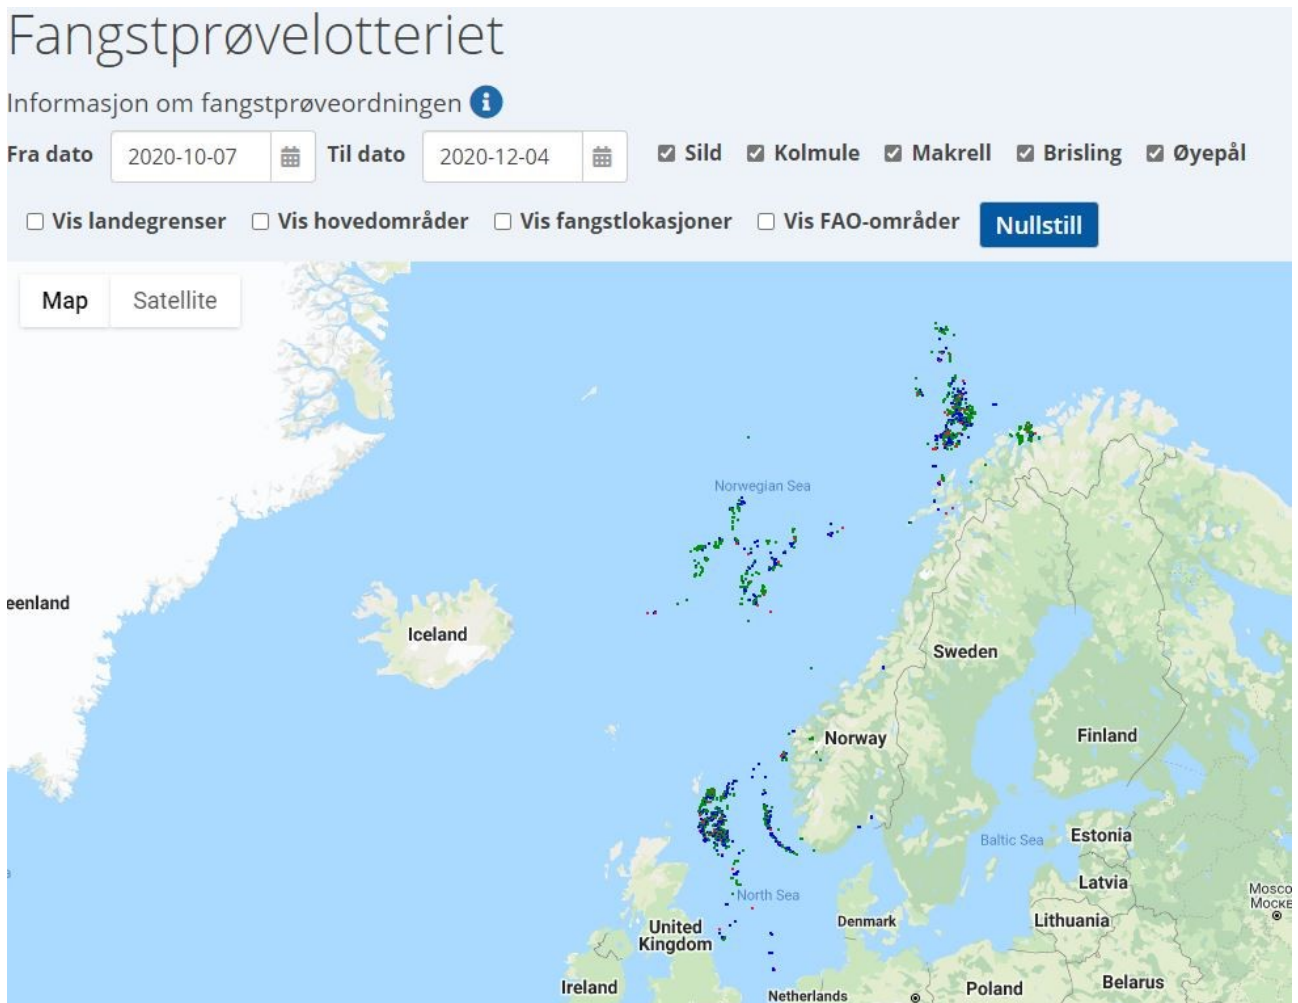 Fangstprøvelotteriet
Informasjon om fangstprøveordningen i
Fra dato 2020-10-07 Til dato 2020-12-04 Sild Kolmule Makrell Brisling Øyepål
Vis landegrenser Vis hovedområder Vis fangstlokasjoner Vis FAO-områder Nullstill
Map Satellite
Norwegian Sea
eenland
Iceland
Sweden
Norway
Finland
Baltic Sea
Estonia
Latvia
Mosco
Москв
North Sea
United
Kingdom
Denmark
Lithuania
Ireland
Netherlands
Poland
Belarus